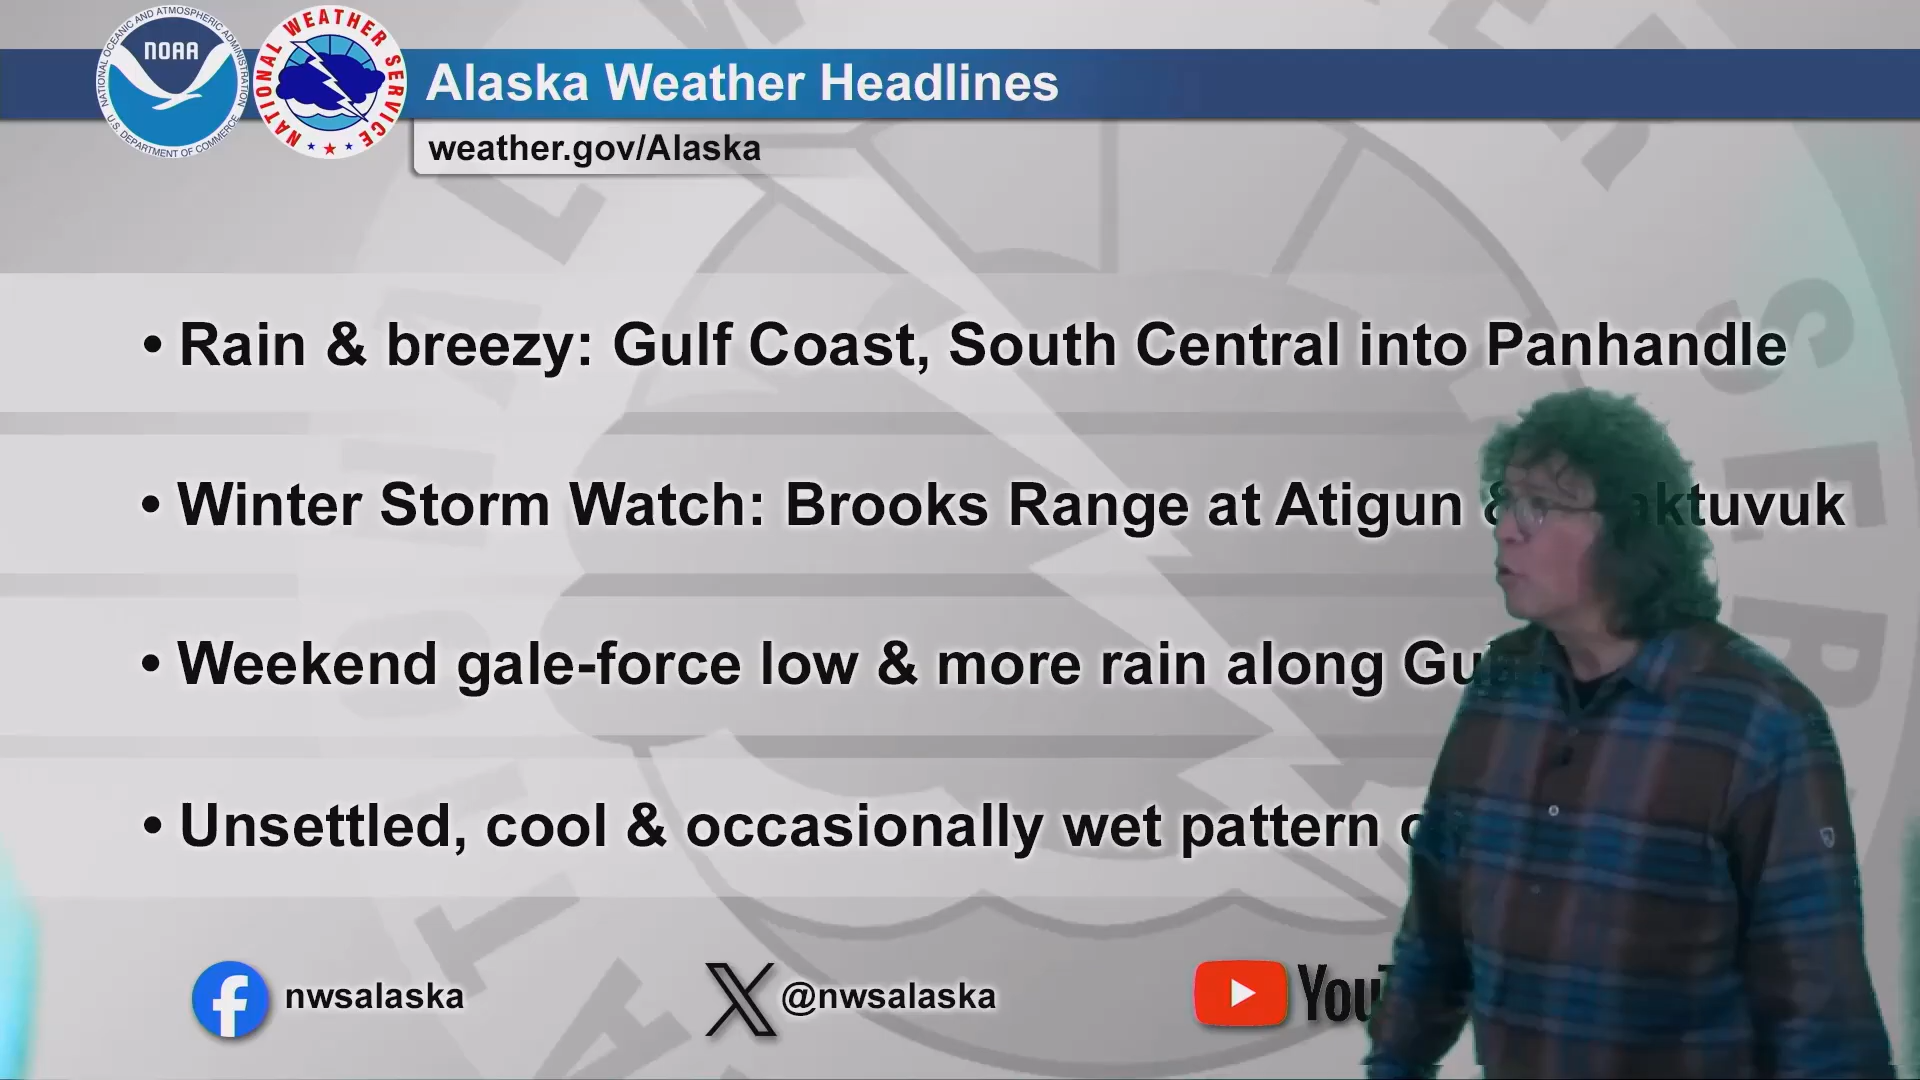 NOAA
NATIONAL OCEANIC AND ATMOSPHERIC ADMINISTRATION
U.S. DEPARTMENT OF COMMERCE
NATIONAL WEATHER SERVICE
Alaska Weather Headlines
weather.gov/Alaska
• Rain & breezy: Gulf Coast, South Central into Panhandle
• Winter Storm Watch: Brooks Range at Atigun &
• Weekend gale-force low & more rain along
• Unsettled, cool & occasionally wet pattern
nwsalaska
@nwsalaska